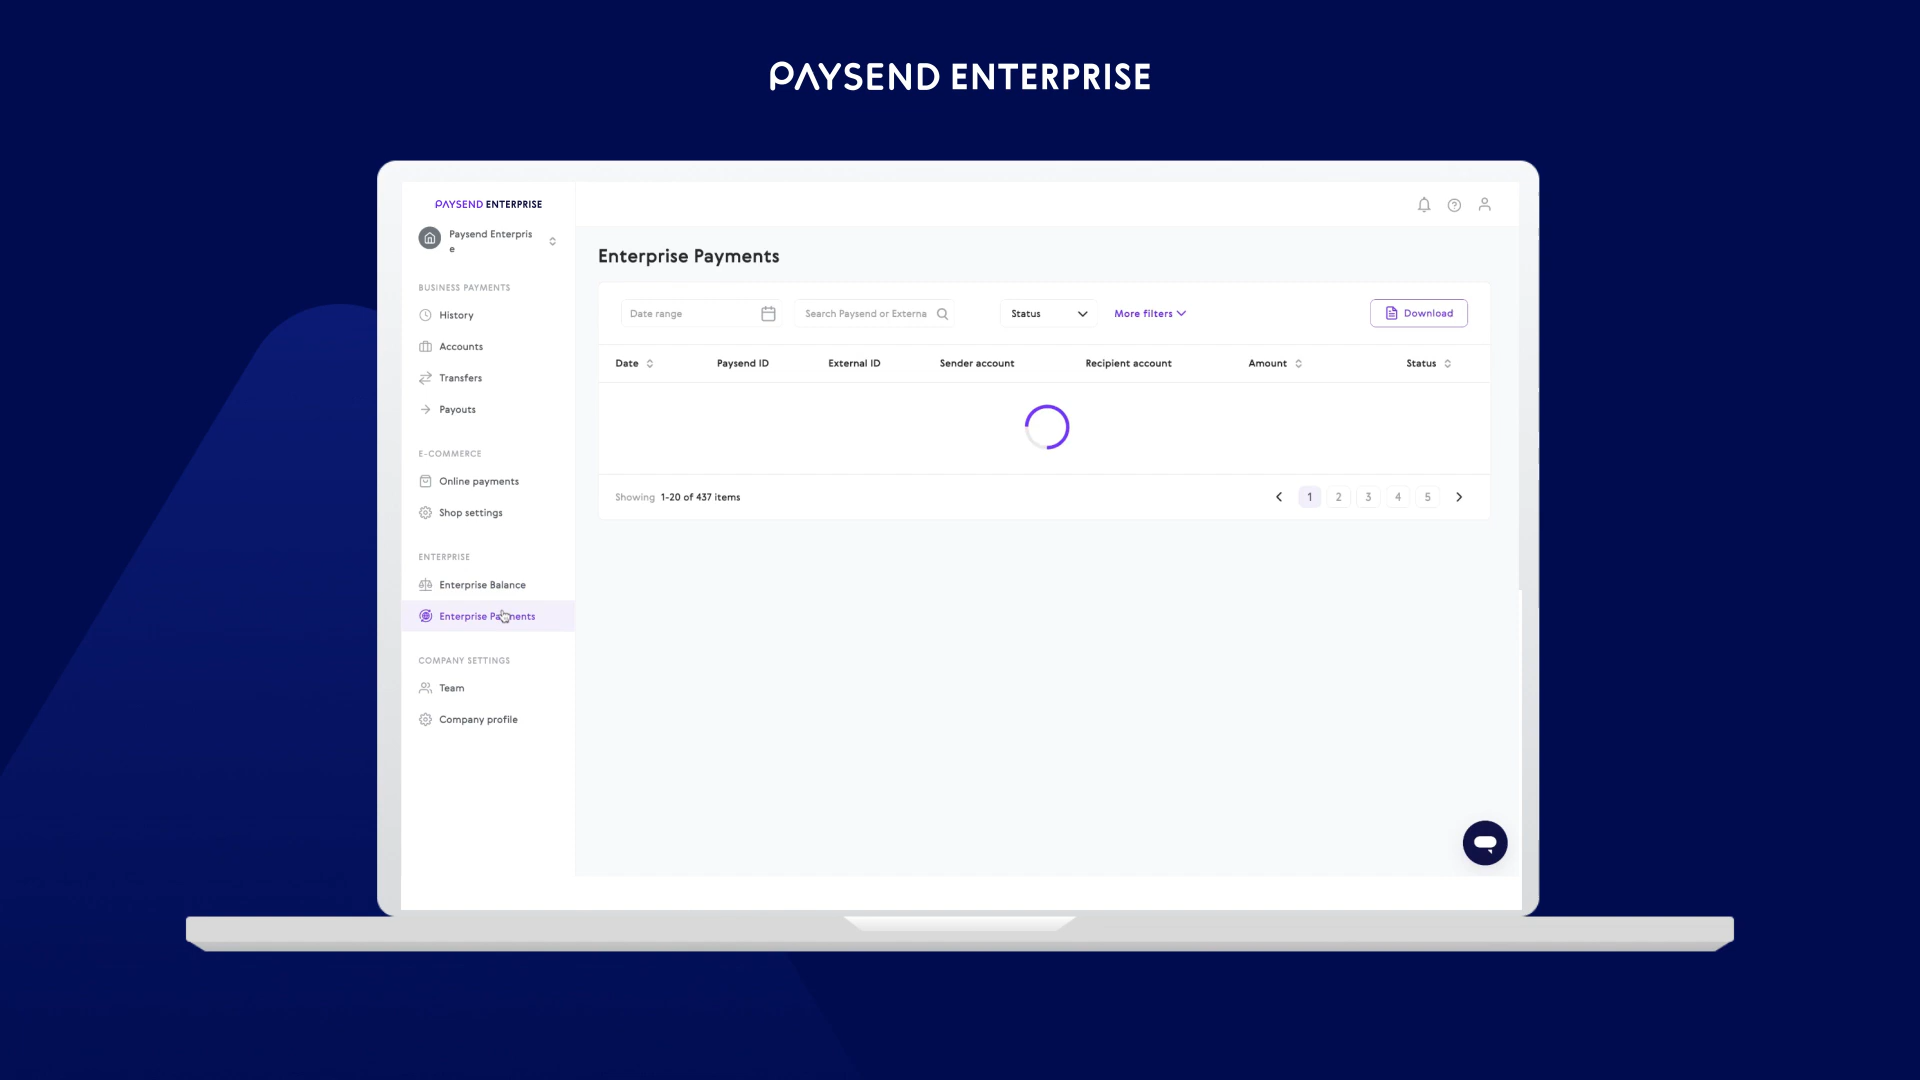 PAYSEND ENTERPRISE
PAYSEND ENTERPRISE
Paysend Enterpris
e
BUSINESS PAYMENTS
History
Accounts
Transfers
Payouts
E-COMMERCE
Online payments
Shop settings
ENTERPRISE
Enterprise Balance
Enterprise Payments
COMPANY SETTINGS
Team
Company profile
Enterprise Payments
Date range
Search Paysend or Externa
Status
More filters
Download
Date
Paysend ID
External ID
Sender account
Recipient account
Amount
Status
Showing 1-20 of 437 items
1
2
3
4
5